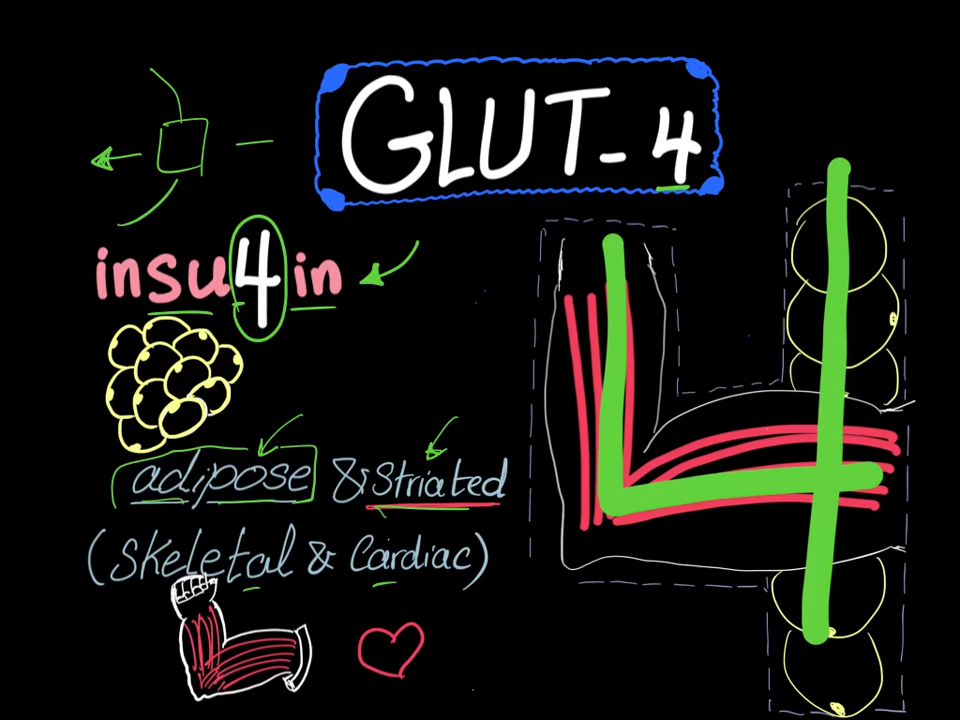 GLUT-4
insu4in
adipose & Striated
(Skeletal & Cardiac)